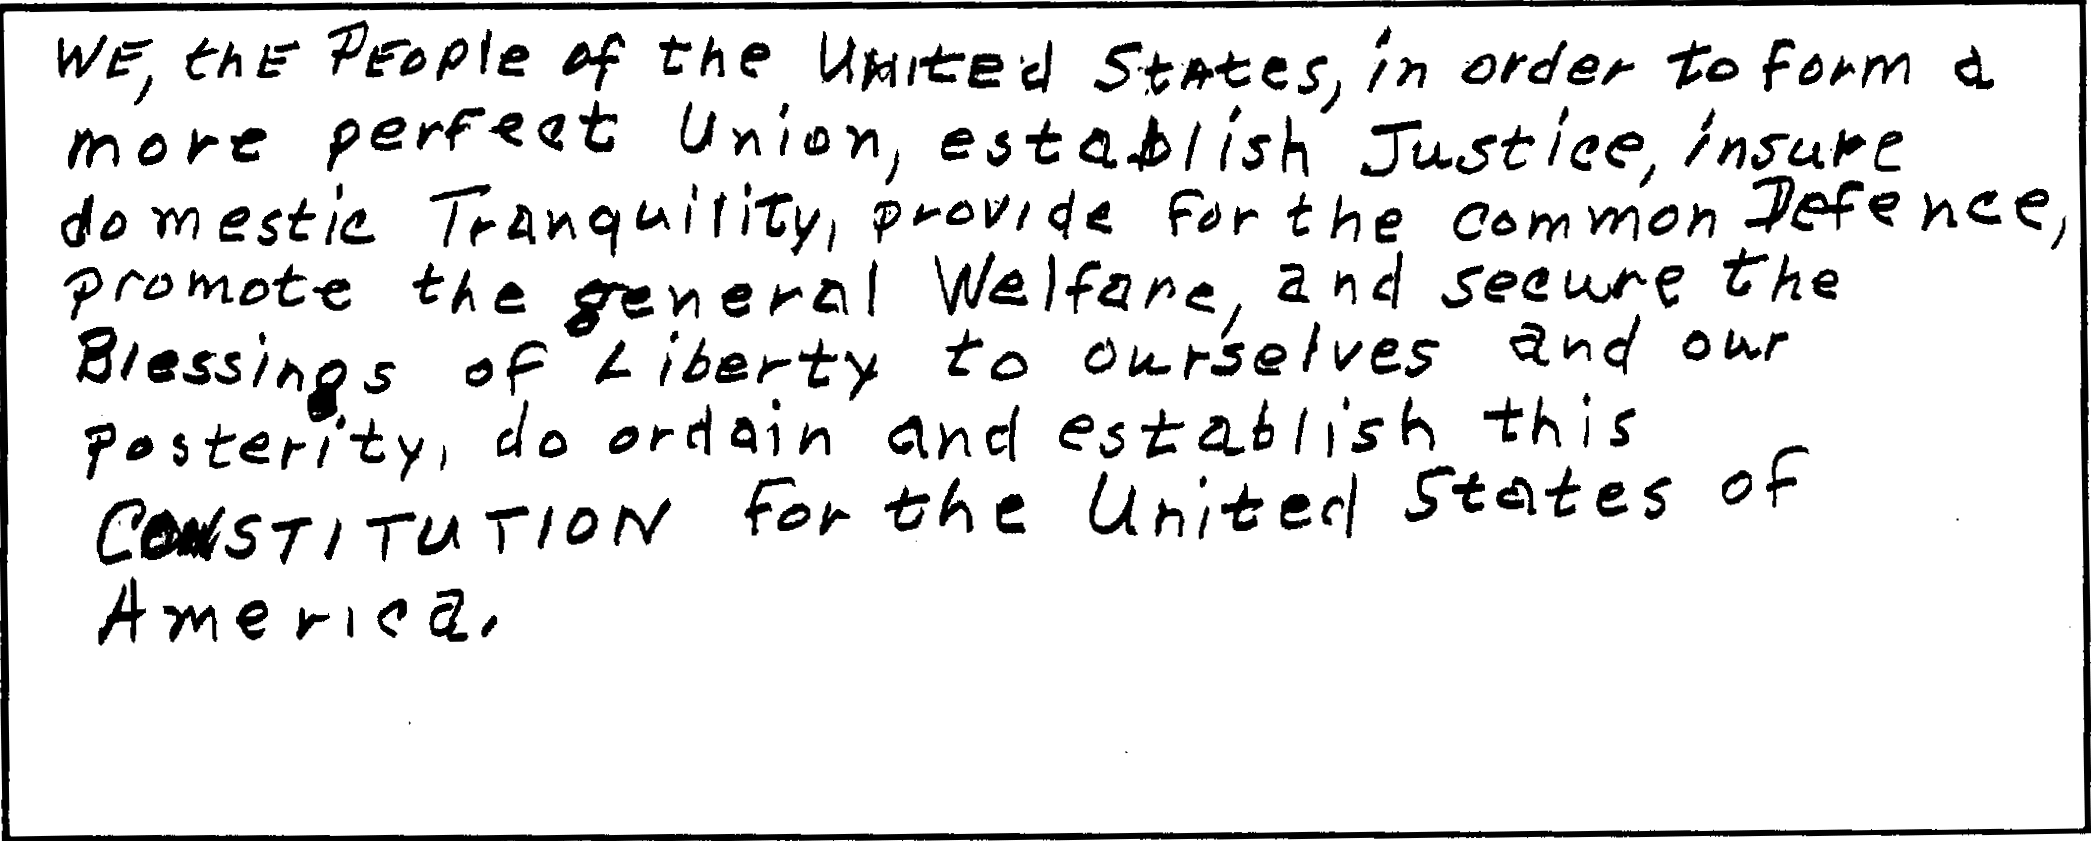 WE, thE PEOPle of the United StAtes, in order to form a
more perfect Union, establish Justice, insure
domestic Tranquility, provide for the common Defence,
promote the general Welfare, and secure the
Blessings of Liberty to ourselves and our
Posterity, do ordain and establish this
CONSTITUTION for the United States of
America.